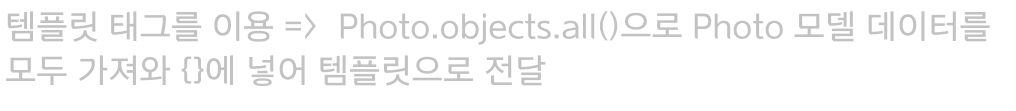 템플릿 태그를 이용 =〉 Photo.objects.all()으로 Photo 모델 데이터를
모두 가져와 {}에 넣어 템플릿으로 전달